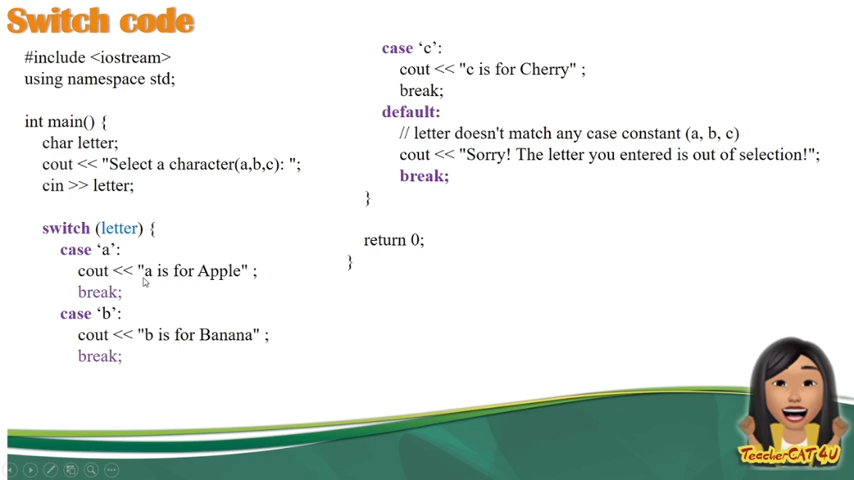 Switch code
#include <iostream>
using namespace std;
int main() {
char letter;
cout << "Select a character(a,b,c): ";
cin >> letter;
switch (letter) {
case ‘a’:
cout << "a is for Apple" ;
break;
case ‘b’:
cout << "b is for Banana" ;
break;
case ‘c’:
cout << "c is for Cherry" ;
break;
default:
// letter doesn't match any case constant (a, b, c)
cout << "Sorry! The letter you entered is out of selection!";
break;
}
return 0;
}
TeacherCAT4U